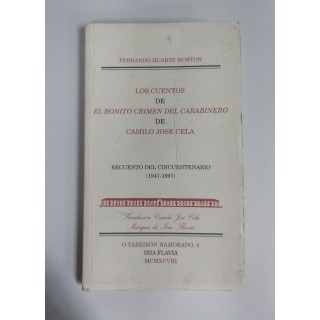 FERNANDO HUARTE MORTON
LOS CUENTOS
DE
EL BONITO CRIMEN DEL CARABINERO
DE
CAMILO JOSE CELA
RECUENTO DEL CINCUENTENARIO
(1947-1997)
Fundación Camilo José Cela
Marqués de Iria Flavia
O TABEIRÓN NAMORADO, 6
IRIA FLAVIA
MCMXCVIII